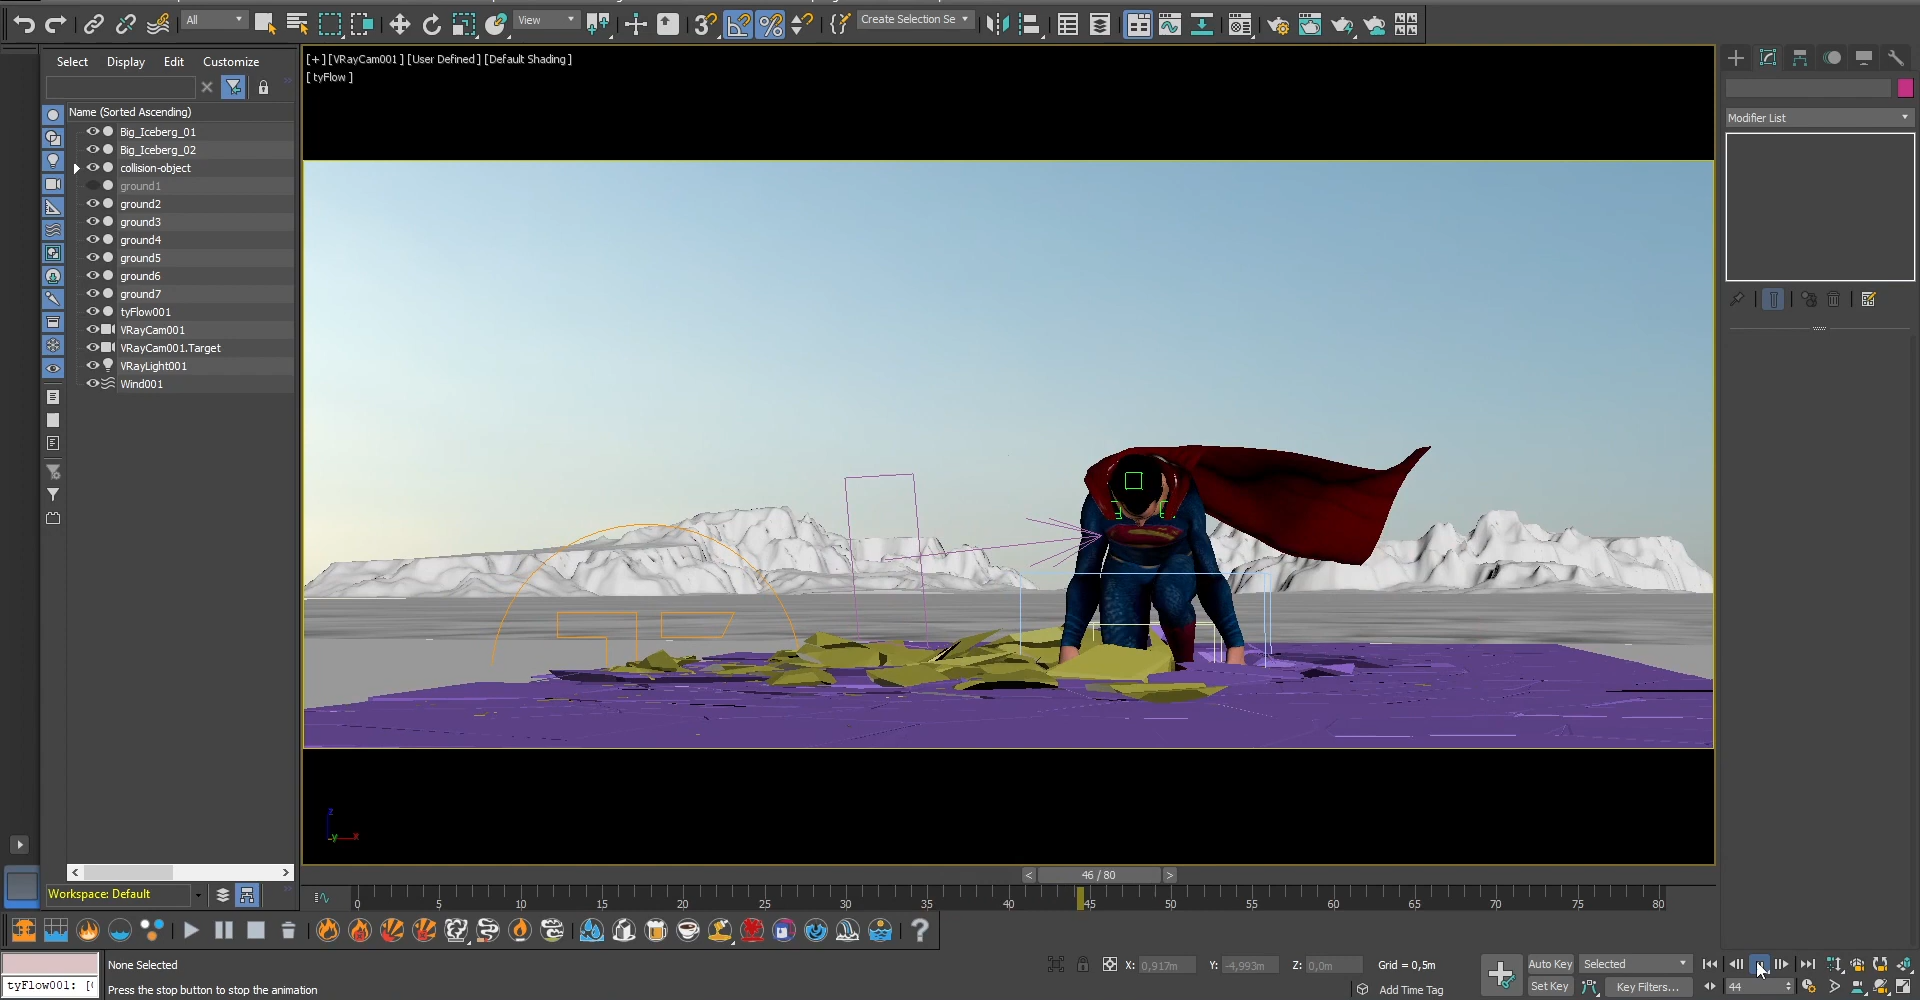 All
View
Create Selection Se
Select Display Edit Customize
[+] [VRayCam001] [User Defined] [Default Shading]
[ tyFlow ]
Name (Sorted Ascending)
Modifier List
Big_Iceberg_01
Big_Iceberg_02
collision-object
ground1
ground2
ground3
ground4
ground5
ground6
ground7
tyFlow001
VRayCam001
VRayCam001.Target
VRayLight001
Wind001
z
y x
< 46 / 80 >
Workspace: Default
0 5 10 15 20 25 30 35 40 45 50 55 60 65 70 75 80
None Selected
X: 0,917m Y: -4,993m Z: 0,0m Grid = 0,5m
Auto Key Selected
tyFlow001: [
Press the stop button to stop the animation
Add Time Tag
Set Key Key Filters...
44